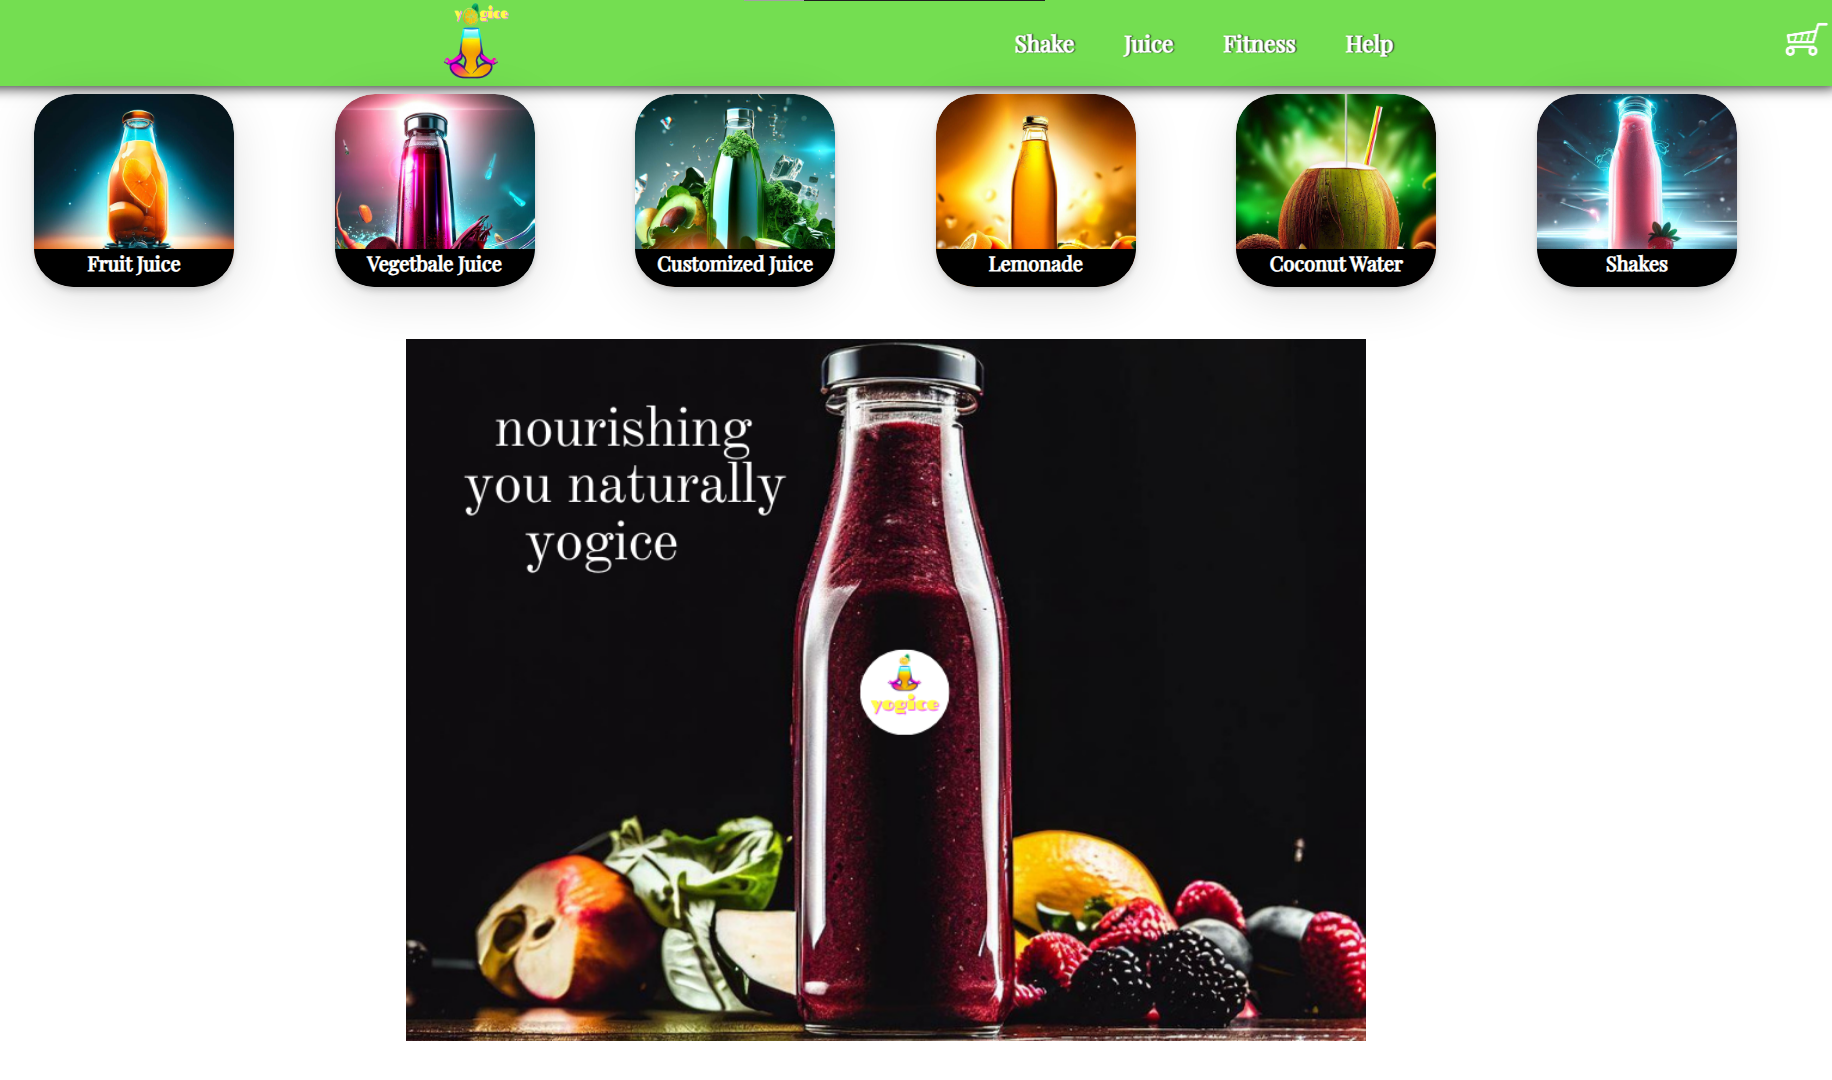 yogice
Shake Juice Fitness Help
Fruit Juice
Vegetbale Juice
Customized Juice
Lemonade
Coconut Water
Shakes
nourishing
you naturally
yogice
yogice